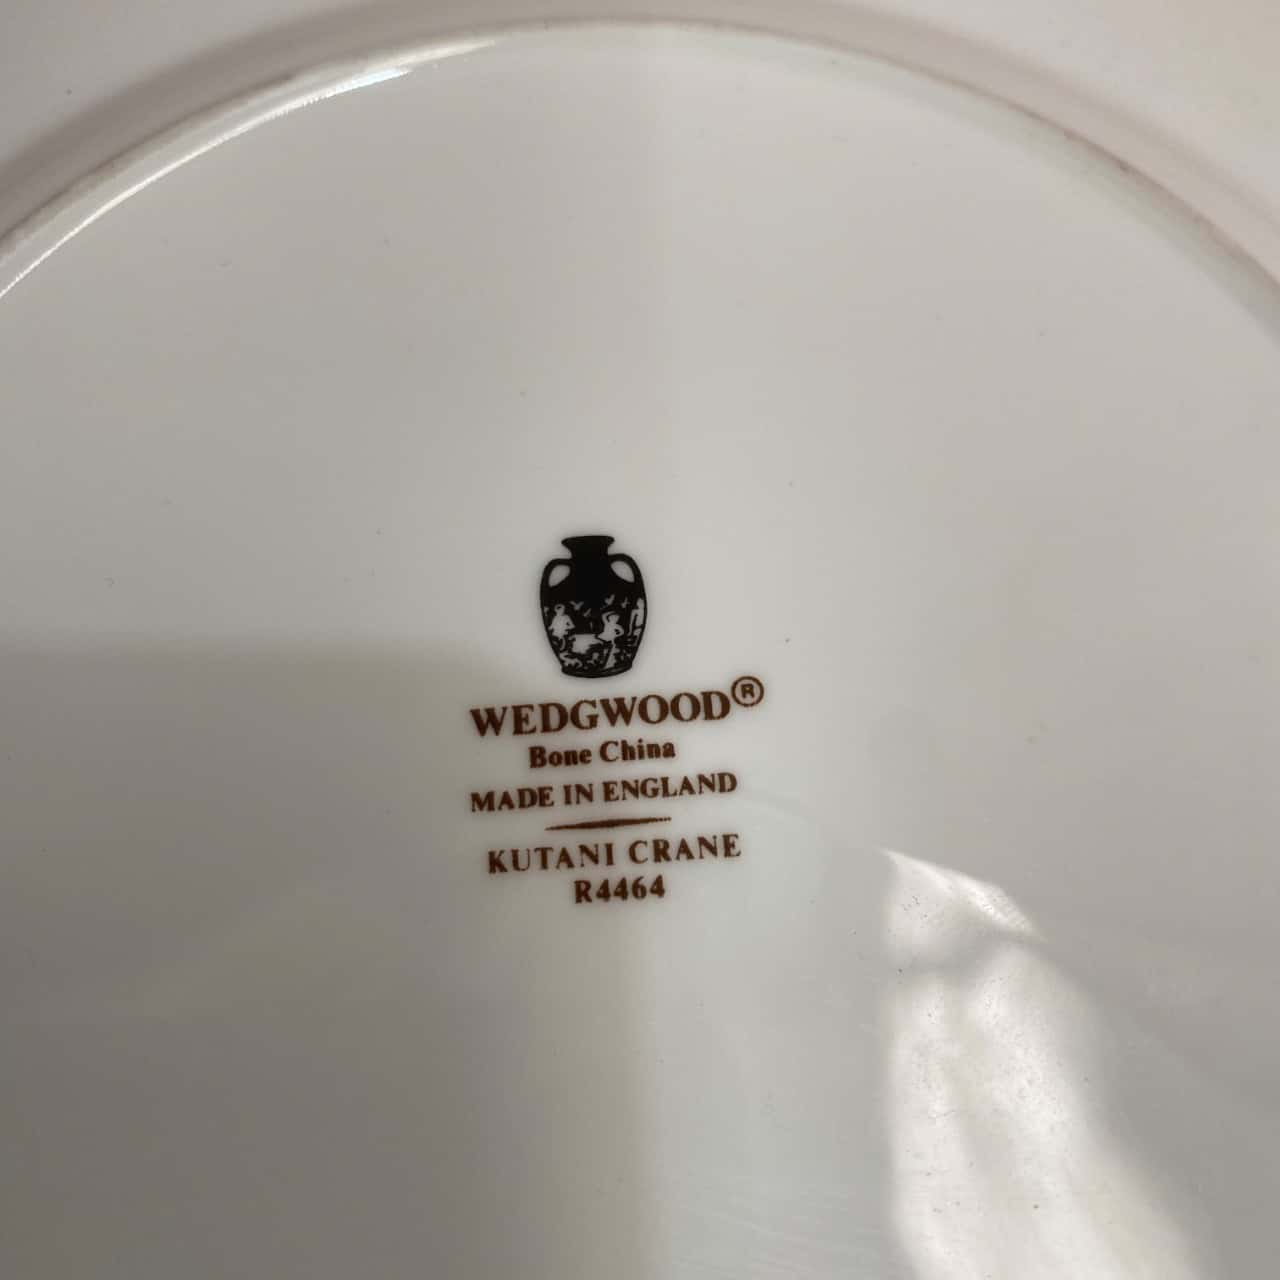 WEDGWOOD®
Bone China
MADE IN ENGLAND
KUTANI CRANE
R4464